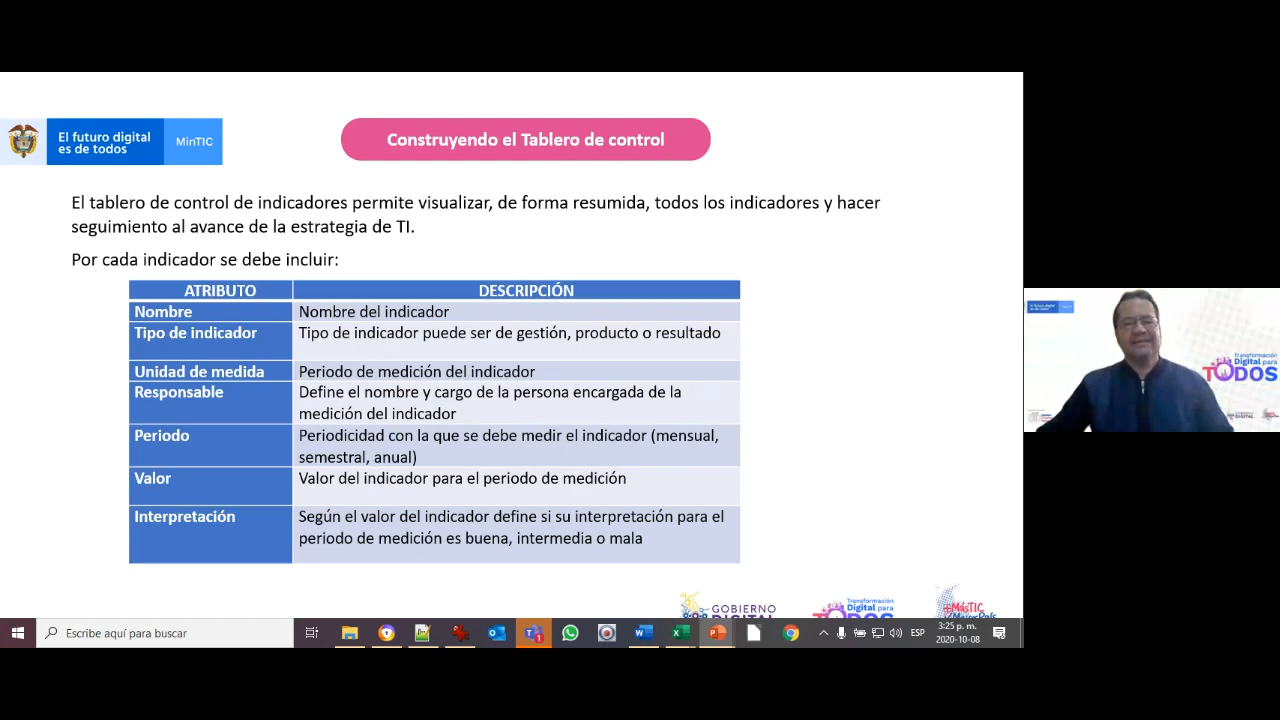 El futuro digital
es de todos
MinTIC
Construyendo el Tablero de control
El tablero de control de indicadores permite visualizar, de forma resumida, todos los indicadores y hacer
seguimiento al avance de la estrategia de TI.
Por cada indicador se debe incluir:
ATRIBUTO DESCRIPCIÓN
Nombre Nombre del indicador
Tipo de indicador Tipo de indicador puede ser de gestión, producto o resultado
Unidad de medida Periodo de medición del indicador
Responsable Define el nombre y cargo de la persona encargada de la
medición del indicador
Periodo Periodicidad con la que se debe medir el indicador (mensual,
semestral, anual)
Valor Valor del indicador para el periodo de medición
Interpretación Según el valor del indicador define si su interpretación para el
periodo de medición es buena, intermedia o mala
GOBIERNO
DIGITAL
Transformación
Digital para
TODOS
+MásTIC
Escribe aquí para buscar
ESP
3:25 p. m.
2020-10-08
Transformación
Digital para
TODOS